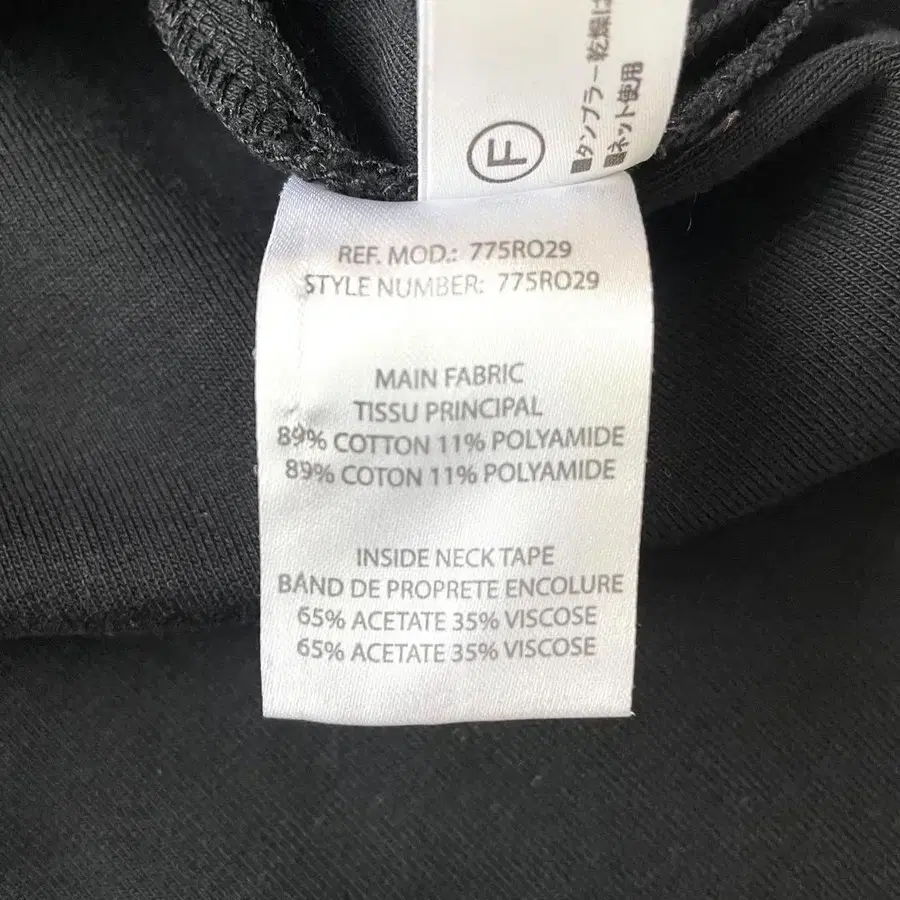 F
■タンブラー乾燥は
■ネット使用
REF. MOD.: 775RO29
STYLE NUMBER: 775RO29
MAIN FABRIC
TISSU PRINCIPAL
89% COTTON 11% POLYAMIDE
89% COTON 11% POLYAMIDE
INSIDE NECK TAPE
BAND DE PROPRETE ENCOLURE
65% ACETATE 35% VISCOSE
65% ACETATE 35% VISCOSE